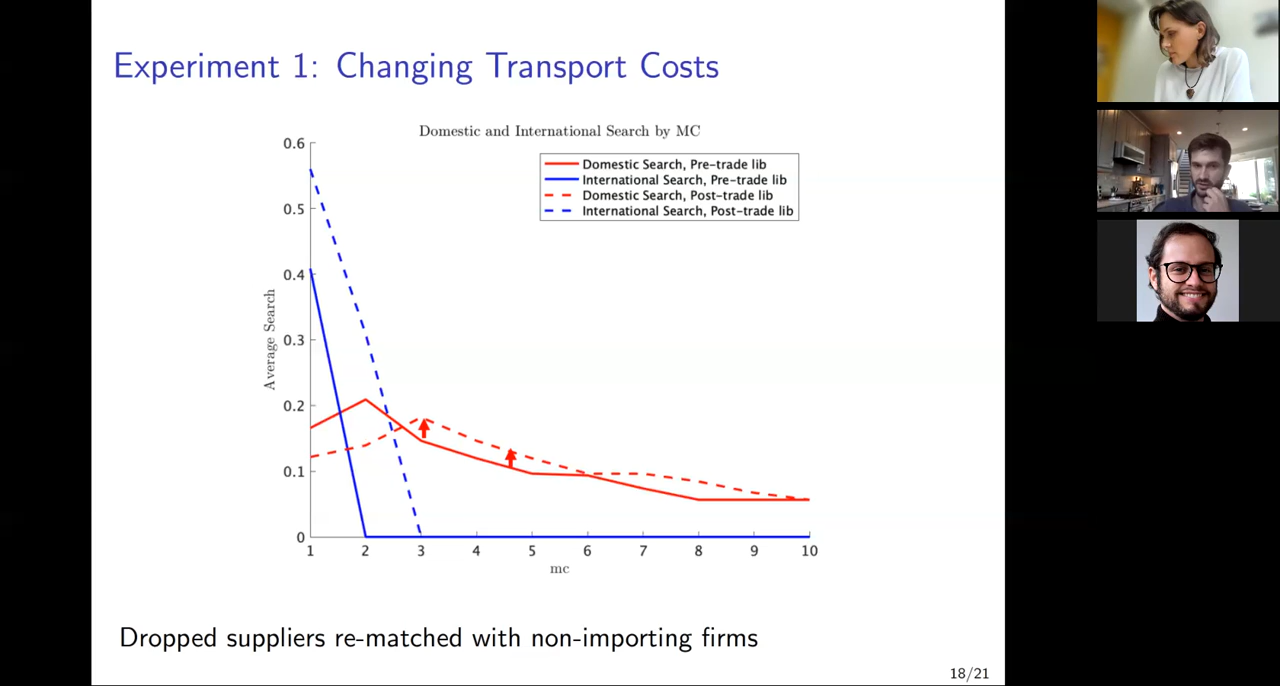 Experiment 1: Changing Transport Costs
Domestic and International Search by MC
Domestic Search, Pre-trade lib
International Search, Pre-trade lib
Domestic Search, Post-trade lib
International Search, Post-trade lib
Average Search
0.6
0.5
0.4
0.3
0.2
0.1
0
1 2 3 4 5 6 7 8 9 10
mc
Dropped suppliers re-matched with non-importing firms
18/21